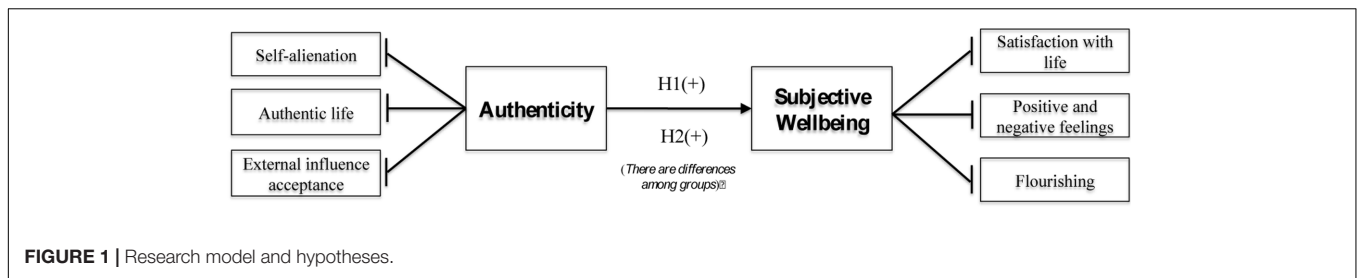 Self-alienation
Authentic life
External influence
acceptance
Authenticity
H1(+)
H2(+)
(There are differences
among groups)
Subjective
Wellbeing
Satisfaction with
life
Positive and
negative feelings
Flourishing
FIGURE 1 | Research model and hypotheses.